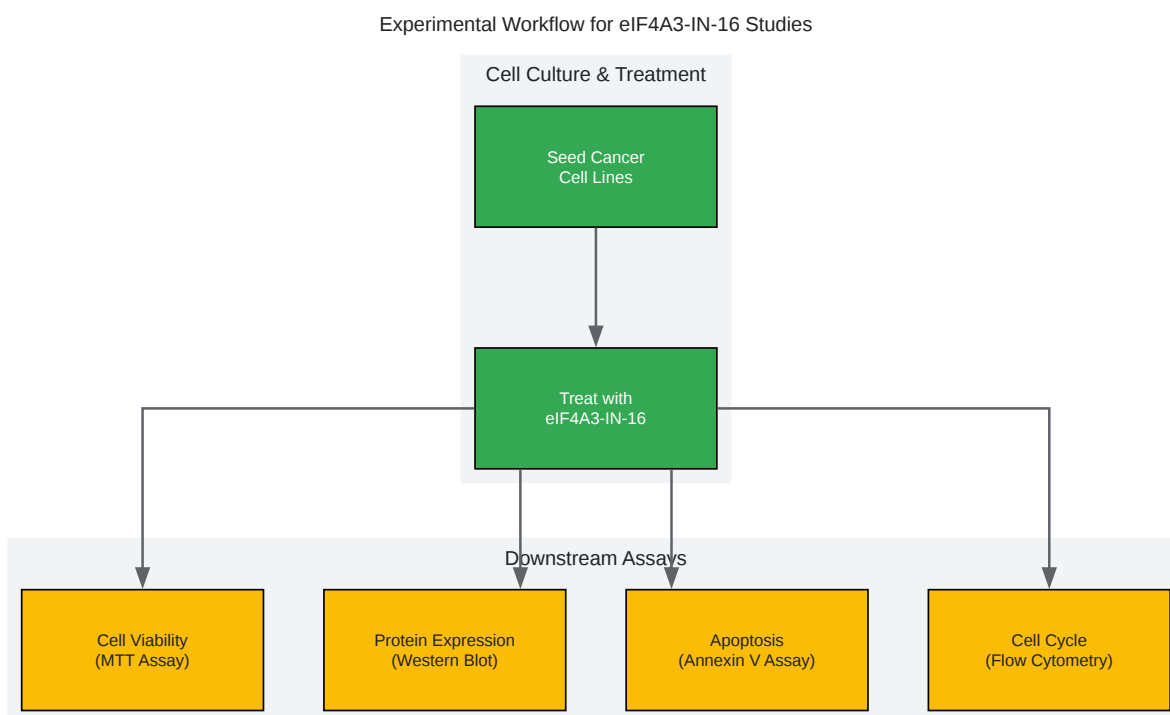 Experimental Workflow for eIF4A3-IN-16 Studies
Cell Culture & Treatment
Seed Cancer
Cell Lines
Treat with
eIF4A3-IN-16
Downstream Assays
Cell Viability
(MTT Assay)
Protein Expression
(Western Blot)
Apoptosis
(Annexin V Assay)
Cell Cycle
(Flow Cytometry)